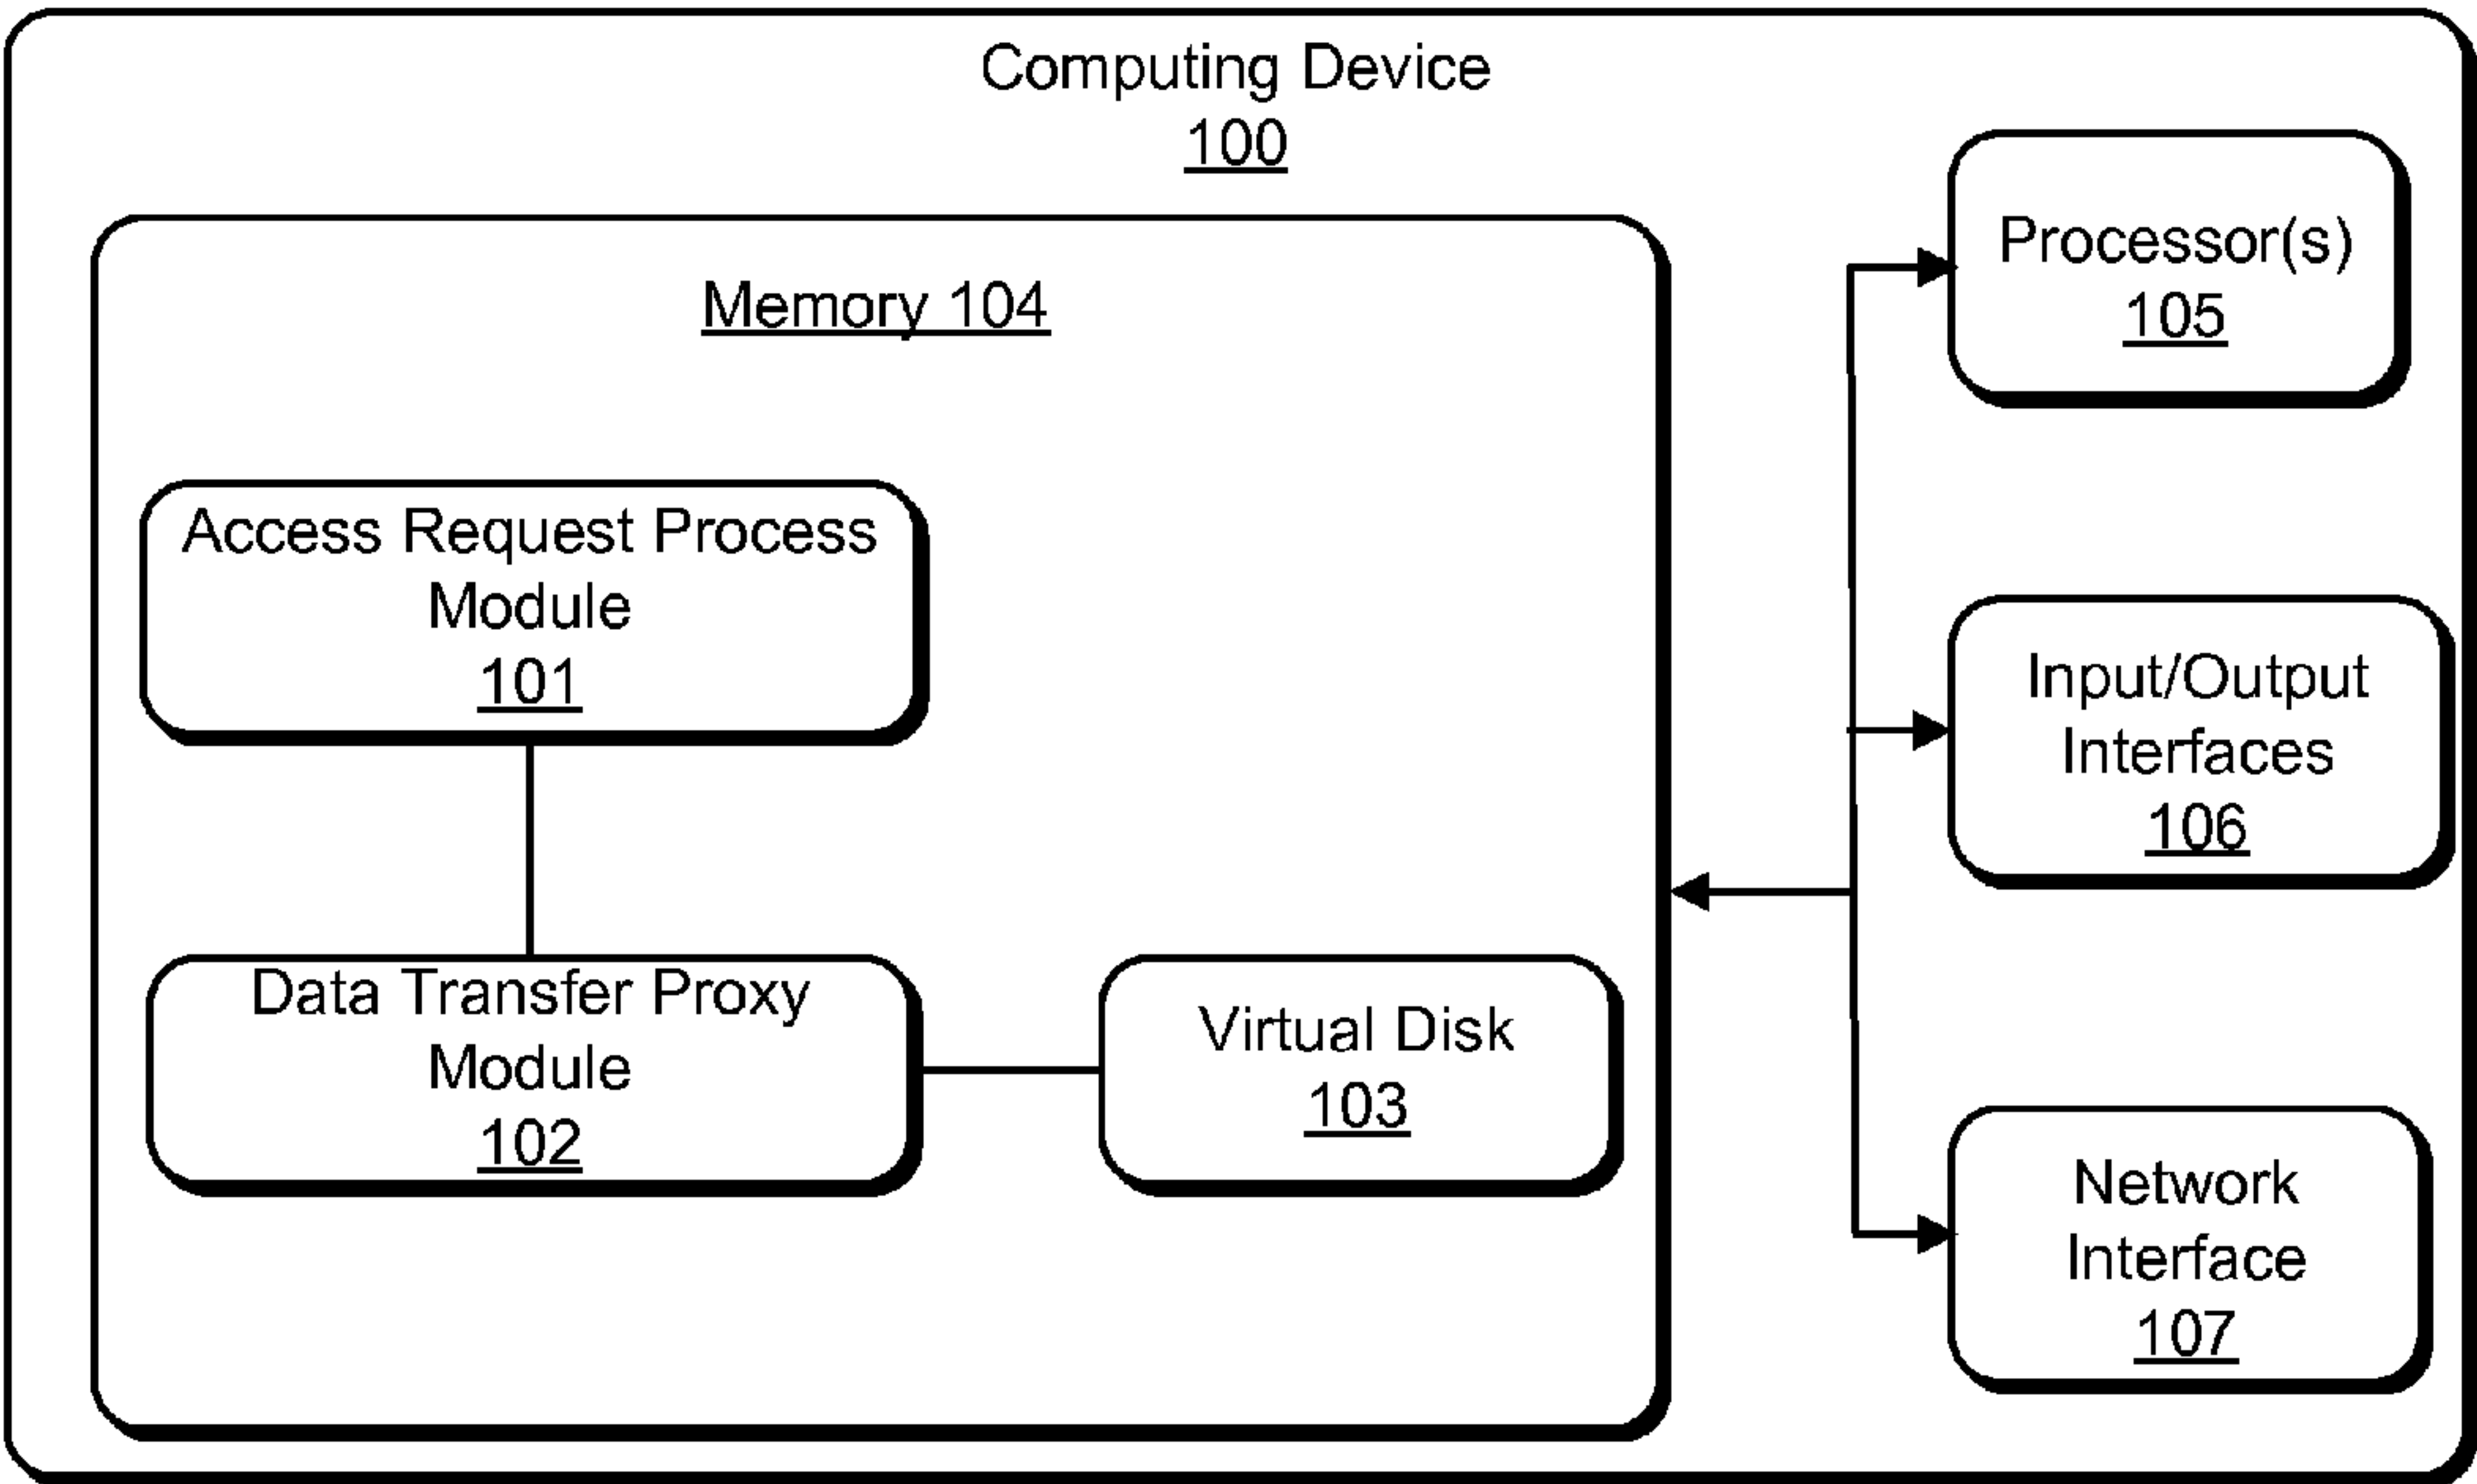 Computing Device
100
Memory 104
Access Request Process
Module
101
Data Transfer Proxy
Module
102
Virtual Disk
103
Processor(s)
105
Input/Output
Interfaces
106
Network
Interface
107